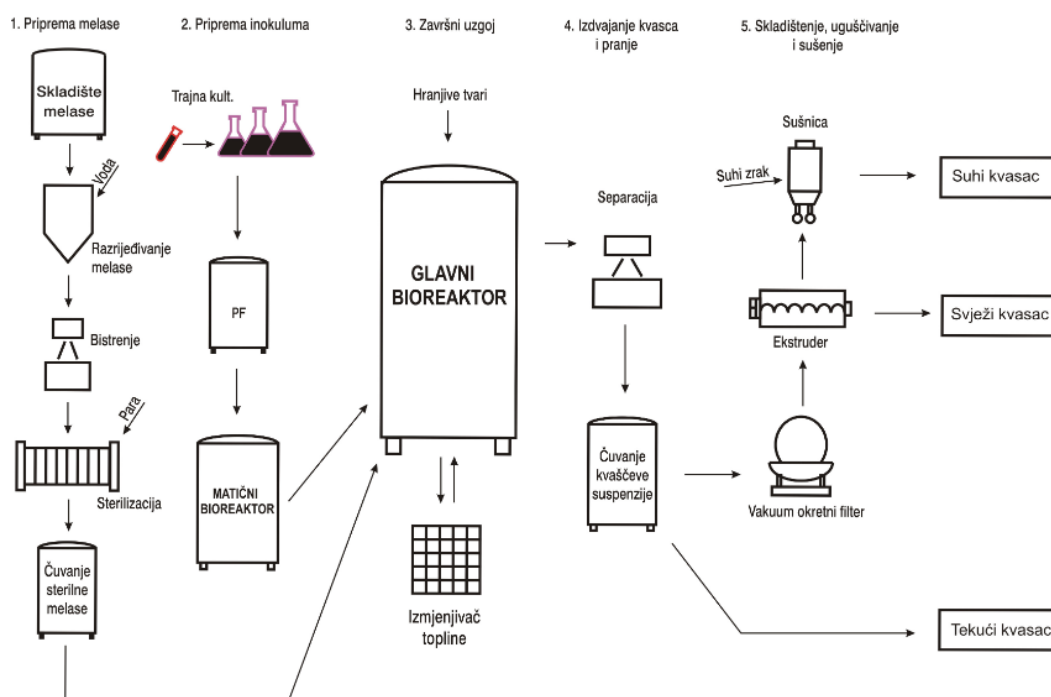 1. Priprema melase
2. Priprema inokuluma
3. Završni uzgoj
4. Izdvajanje kvasca
i pranje
5. Skladištenje, ugušćivanje
i sušenje
Skladište
melase
Voda
Razrijeđivanje
melase
Bistrenje
Para
Sterilizacija
Čuvanje
sterilne
melase
Trajna kult.
PF
MATIČNI
BIOREAKTOR
Hranjive tvari
GLAVNI
BIOREAKTOR
Izmjenjivač
topline
Separacija
Čuvanje
kvaščeve
suspenzije
Sušnica
Suhi zrak
Ekstruder
Vakuum okretni filter
Suhi kvasac
Svježi kvasac
Tekući kvasac